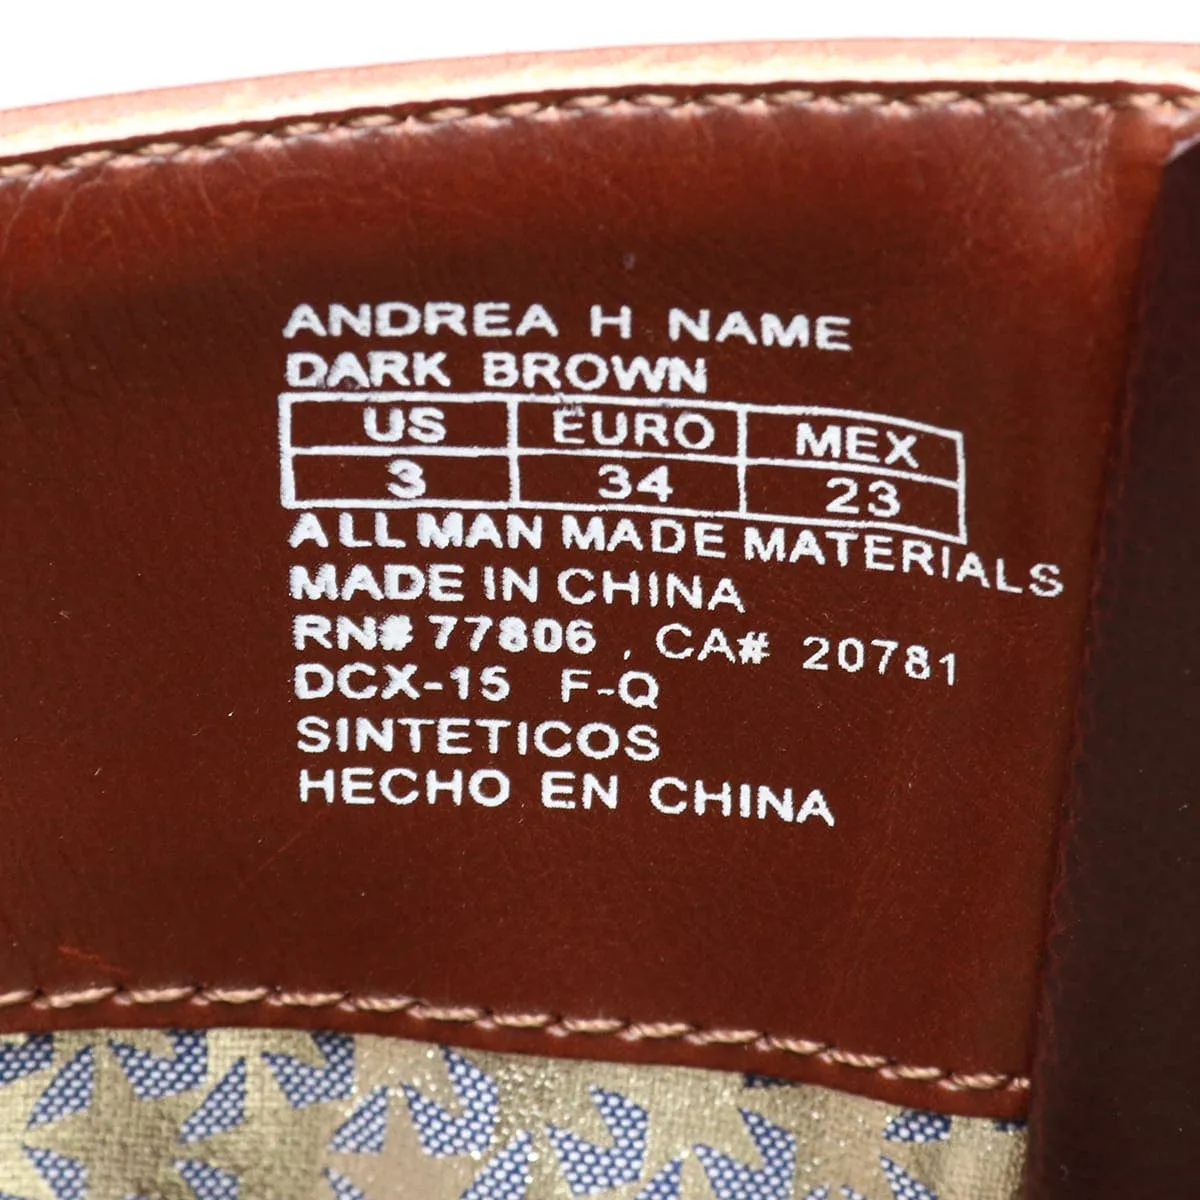 ANDREA H NAME
DARK BROWN
US EURO MEX
3 34 23
ALL MAN MADE MATERIALS
MADE IN CHINA
RN# 77806 , CA# 20781
DCX-15 F-Q
SINTETICOS
HECHO EN CHINA